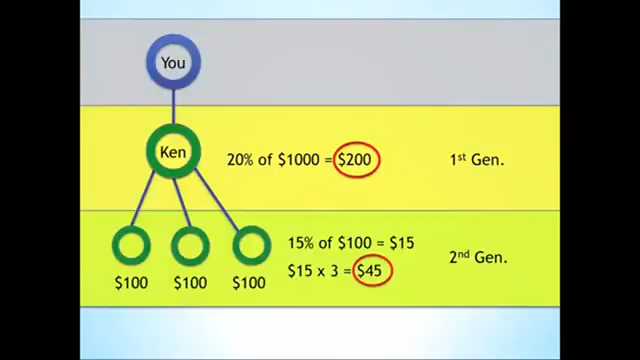 You
Ken
20% of $1000 = $200
1st Gen.
15% of $100 = $15
$15 x 3 = $45
2nd Gen.
$100 $100 $100